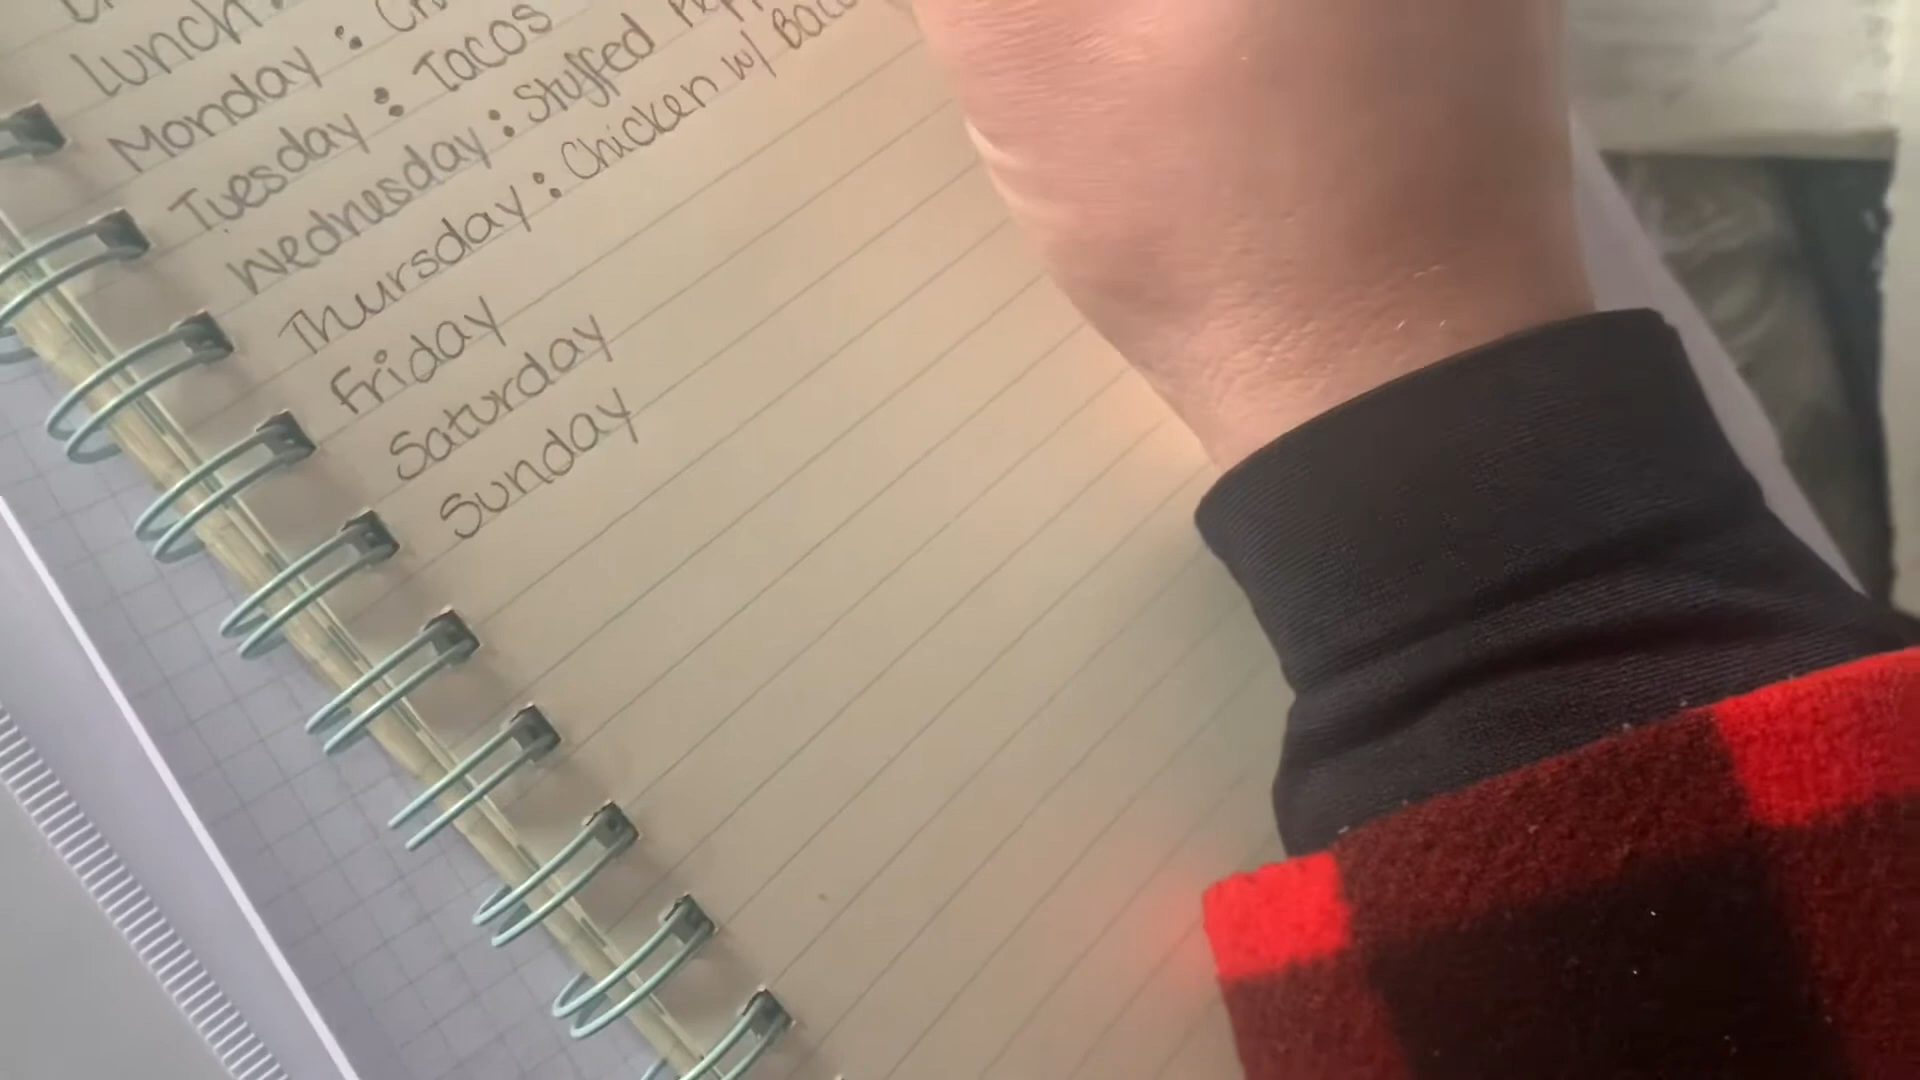 Lunch:
Monday :
Tuesday : Tacos
Wednesday : Stuffed
Thursday : Chicken w/
Friday
Saturday
Sunday